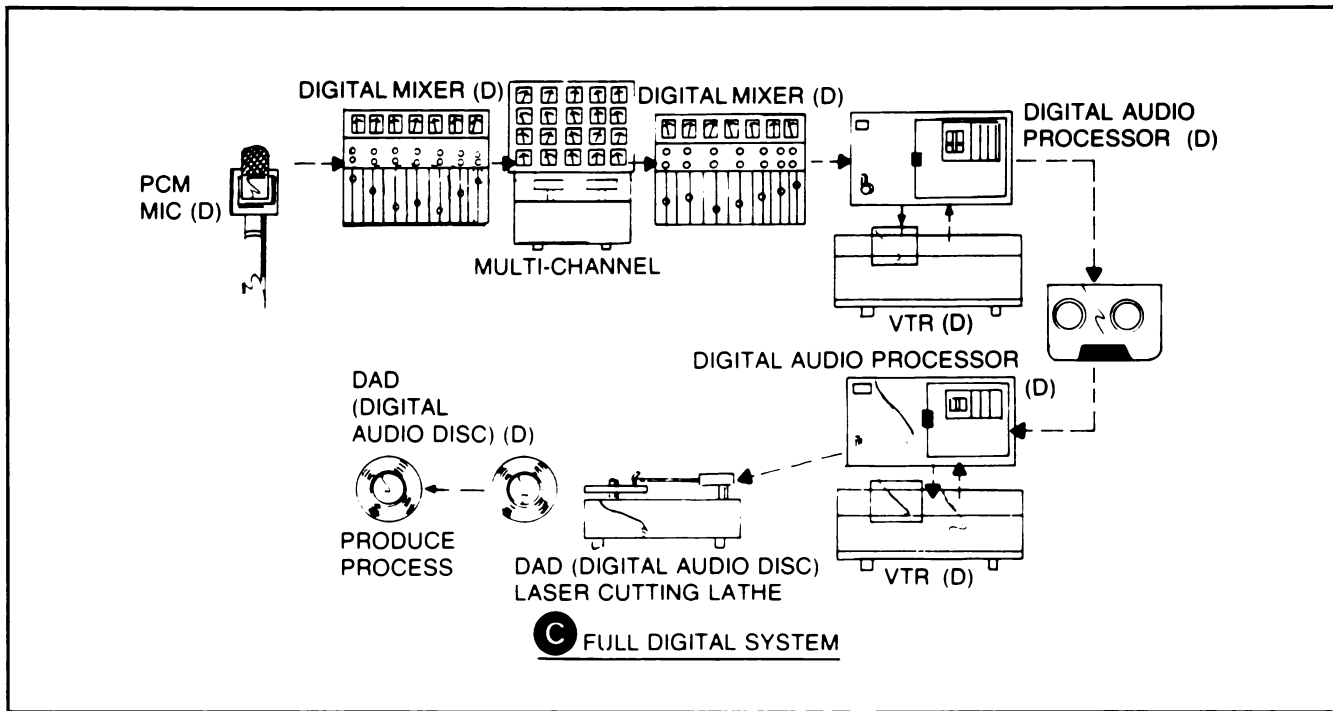 DIGITAL MIXER (D)
DIGITAL MIXER (D)
DIGITAL AUDIO
PROCESSOR (D)
PCM
MIC (D)
MULTI-CHANNEL
VTR (D)
DIGITAL AUDIO PROCESSOR
(D)
DAD
(DIGITAL
AUDIO DISC) (D)
PRODUCE
PROCESS
DAD (DIGITAL AUDIO DISC)
LASER CUTTING LATHE
VTR (D)
C FULL DIGITAL SYSTEM